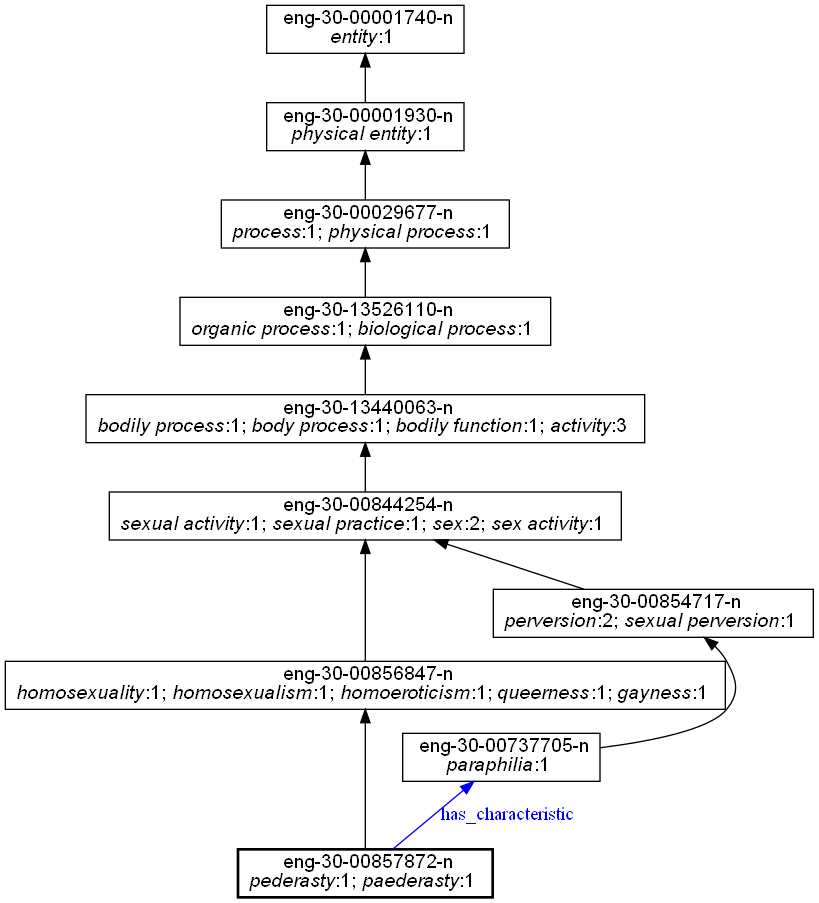 eng-30-00001740-n
entity:1
eng-30-00001930-n
physical entity:1
eng-30-00029677-n
process:1; physical process:1
eng-30-13526110-n
organic process:1; biological process:1
eng-30-13440063-n
bodily process:1; body process:1; bodily function:1; activity:3
eng-30-00844254-n
sexual activity:1; sexual practice:1; sex:2; sex activity:1
eng-30-00854717-n
perversion:2; sexual perversion:1
eng-30-00856847-n
homosexuality:1; homosexualism:1; homoeroticism:1; queerness:1; gayness:1
eng-30-00737705-n
paraphilia:1
has_characteristic
eng-30-00857872-n
pederasty:1; paederasty:1